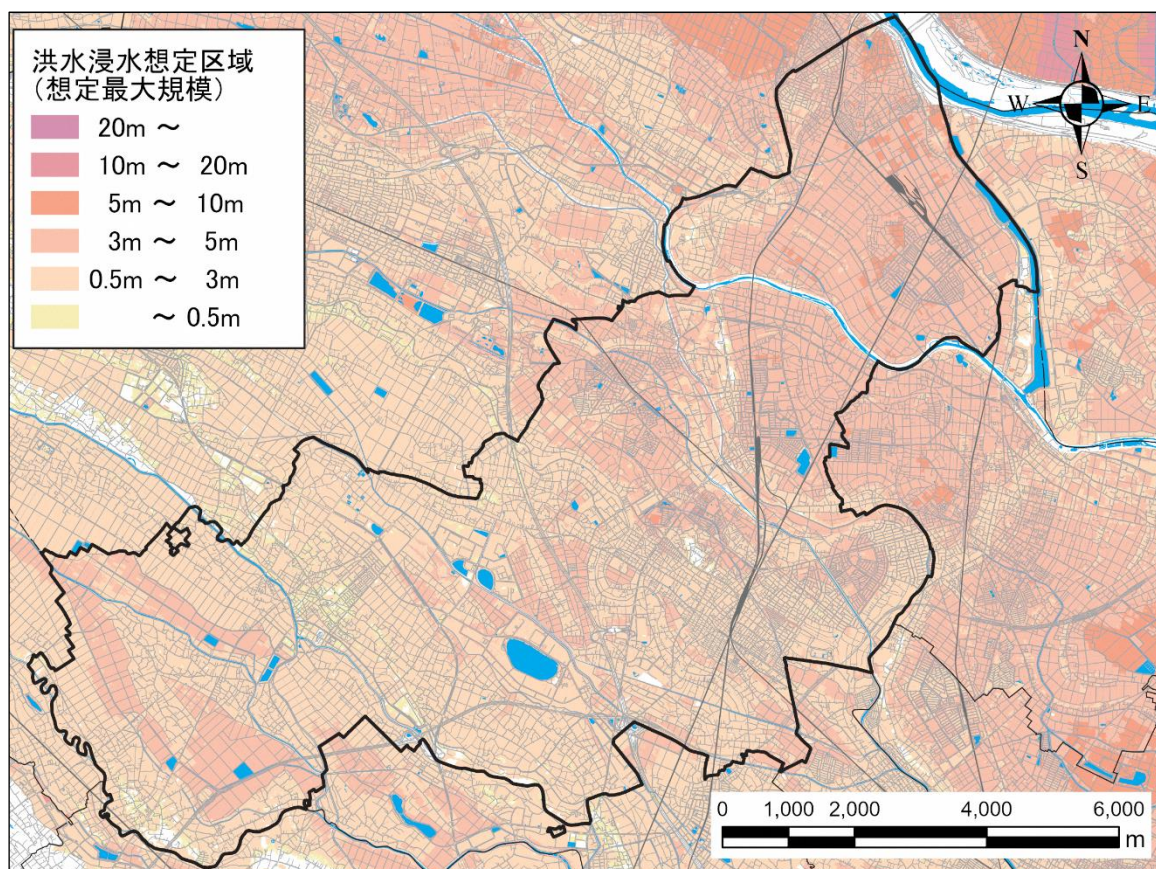 洪水浸水想定区域
(想定最大規模)
20m ～
10m ～ 20m
5m ～ 10m
3m ～ 5m
0.5m ～ 3m
～ 0.5m
N
W E
S
0 1,000 2,000 4,000 6,000
m